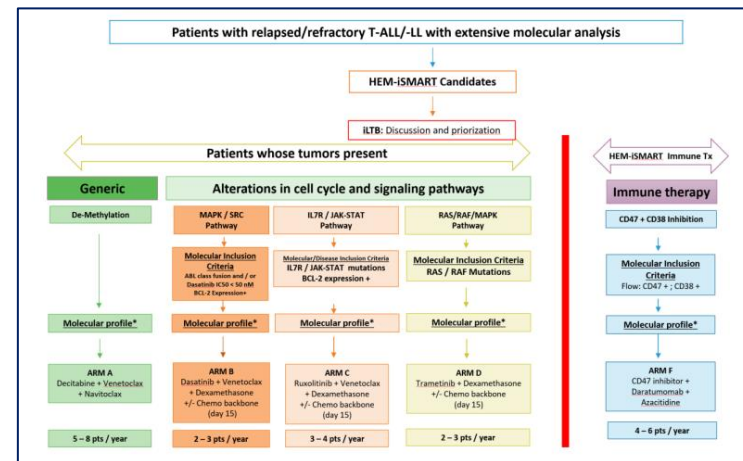 Patients with relapsed/refractory T-ALL/-LL with extensive molecular analysis
HEM-iSMART Candidates
iLTB: Discussion and priorization
Patients whose tumors present
HEM-iSMART Immune Tx
Generic
Alterations in cell cycle and signaling pathways
Immune therapy
De-Methylation
Molecular profile*
ARM A
Decitabine + Venetoclax
+ Navitoclax
5 – 8 pts / year
MAPK / SRC
Pathway
Molecular Inclusion
Criteria
ABL class fusion and / or
Dasatinib IC50 < 50 nM
BCL-2 Expression+
Molecular profile*
ARM B
Dasatinib + Venetoclax
+ Dexamethasone
+/- Chemo backbone
(day 15)
2 – 3 pts / year
IL7R / JAK-STAT
Pathway
Molecular/Disease Inclusion Criteria
IL7R / JAK-STAT mutations
BCL-2 expression +
Molecular profile*
ARM C
Ruxolitinib + Venetoclax
+ Dexamethasone
+/- Chemo backbone
(day 15)
3 – 4 pts / year
RAS/RAF/MAPK
Pathway
Molecular Inclusion Criteria
RAS / RAF Mutations
Molecular profile*
ARM D
Trametinib + Dexamethasone
+/- Chemo backbone
(day 15)
2 – 3 pts / year
CD47 + CD38 Inhibition
Molecular Inclusion
Criteria
Flow: CD47 + ; CD38 +
Molecular profile*
ARM F
CD47 inhibitor +
Daratumomab +
Azacitidine
4 – 6 pts / year